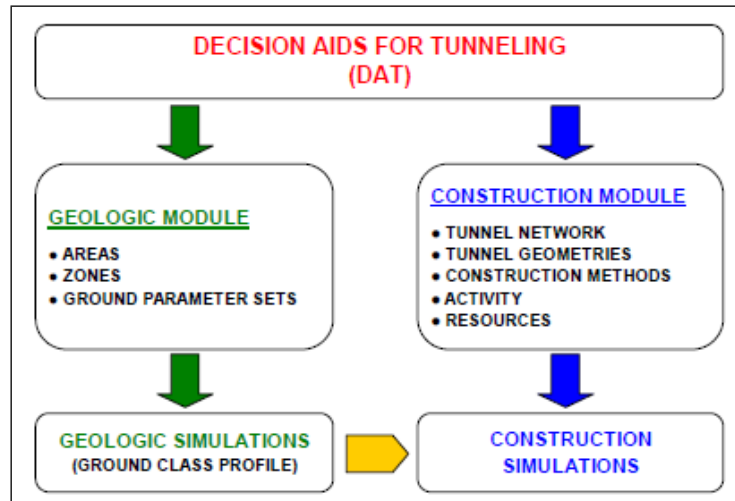 DECISION AIDS FOR TUNNELING
(DAT)
GEOLOGIC MODULE
• AREAS
• ZONES
• GROUND PARAMETER SETS
CONSTRUCTION MODULE
• TUNNEL NETWORK
• TUNNEL GEOMETRIES
• CONSTRUCTION METHODS
• ACTIVITY
• RESOURCES
GEOLOGIC SIMULATIONS
(GROUND CLASS PROFILE)
CONSTRUCTION
SIMULATIONS